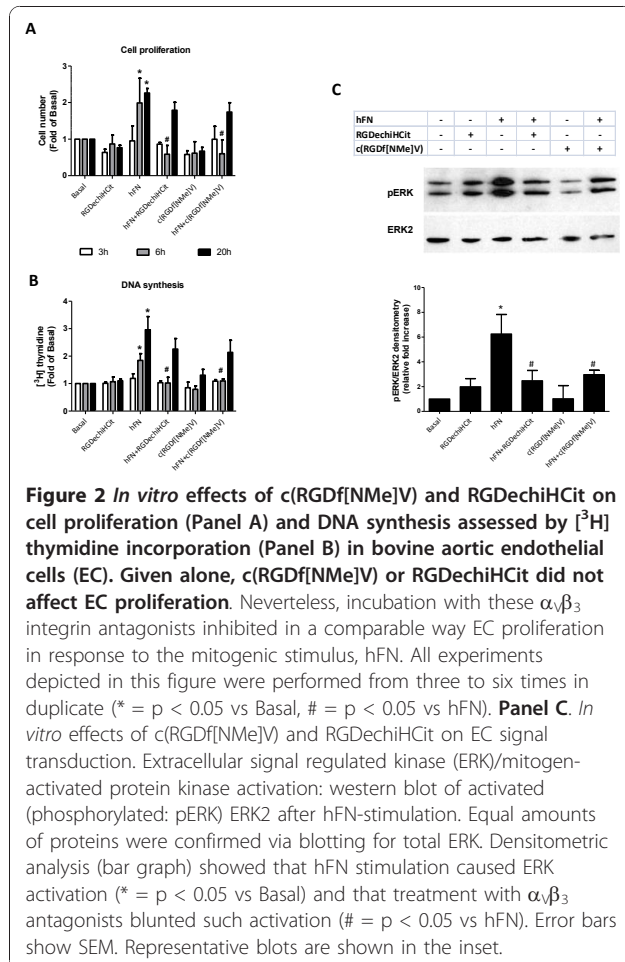 A
Cell proliferation
Cell number
(Fold of Basal)
3
2
1
0
* *
# #
Basal
RGDechiHCit
hFN
hFN+RGDechiHCit
c(RGDf[NMe]V)
hFN+c(RGDf[NMe]V)
3h 6h 20h
B
DNA synthesis
[³H] thymidine
(Fold of Basal)
4
3
2
1
0
* *
# #
Basal
RGDechiHCit
hFN
hFN+RGDechiHCit
c(RGDf[NMe]V)
hFN+c(RGDf[NMe]V)
C
hFN - - + + - +
RGDechiHCit - + - + - -
c(RGDf[NMe]V) - - - - + +
pERK
ERK2
pERK/ERK2 densitometry
(relative fold increase)
10
8
6
4
2
0
*
# #
Basal
RGDechiHCit
hFN
hFN+RGDechiHCit
c(RGDf[NMe]V)
hFN+c(RGDf[NMe]V)
Figure 2 In vitro effects of c(RGDf[NMe]V) and RGDechiHCit on
cell proliferation (Panel A) and DNA synthesis assessed by [³H]
thymidine incorporation (Panel B) in bovine aortic endothelial
cells (EC). Given alone, c(RGDf[NMe]V) or RGDechiHCit did not
affect EC proliferation. Neverteless, incubation with these αVβ3
integrin antagonists inhibited in a comparable way EC proliferation
in response to the mitogenic stimulus, hFN. All experiments
depicted in this figure were performed from three to six times in
duplicate (* = p < 0.05 vs Basal, # = p < 0.05 vs hFN). Panel C. In
vitro effects of c(RGDf[NMe]V) and RGDechiHCit on EC signal
transduction. Extracellular signal regulated kinase (ERK)/mitogen-
activated protein kinase activation: western blot of activated
(phosphorylated: pERK) ERK2 after hFN-stimulation. Equal amounts
of proteins were confirmed via blotting for total ERK. Densitometric
analysis (bar graph) showed that hFN stimulation caused ERK
activation (* = p < 0.05 vs Basal) and that treatment with αVβ3
antagonists blunted such activation (# = p < 0.05 vs hFN). Error bars
show SEM. Representative blots are shown in the inset.